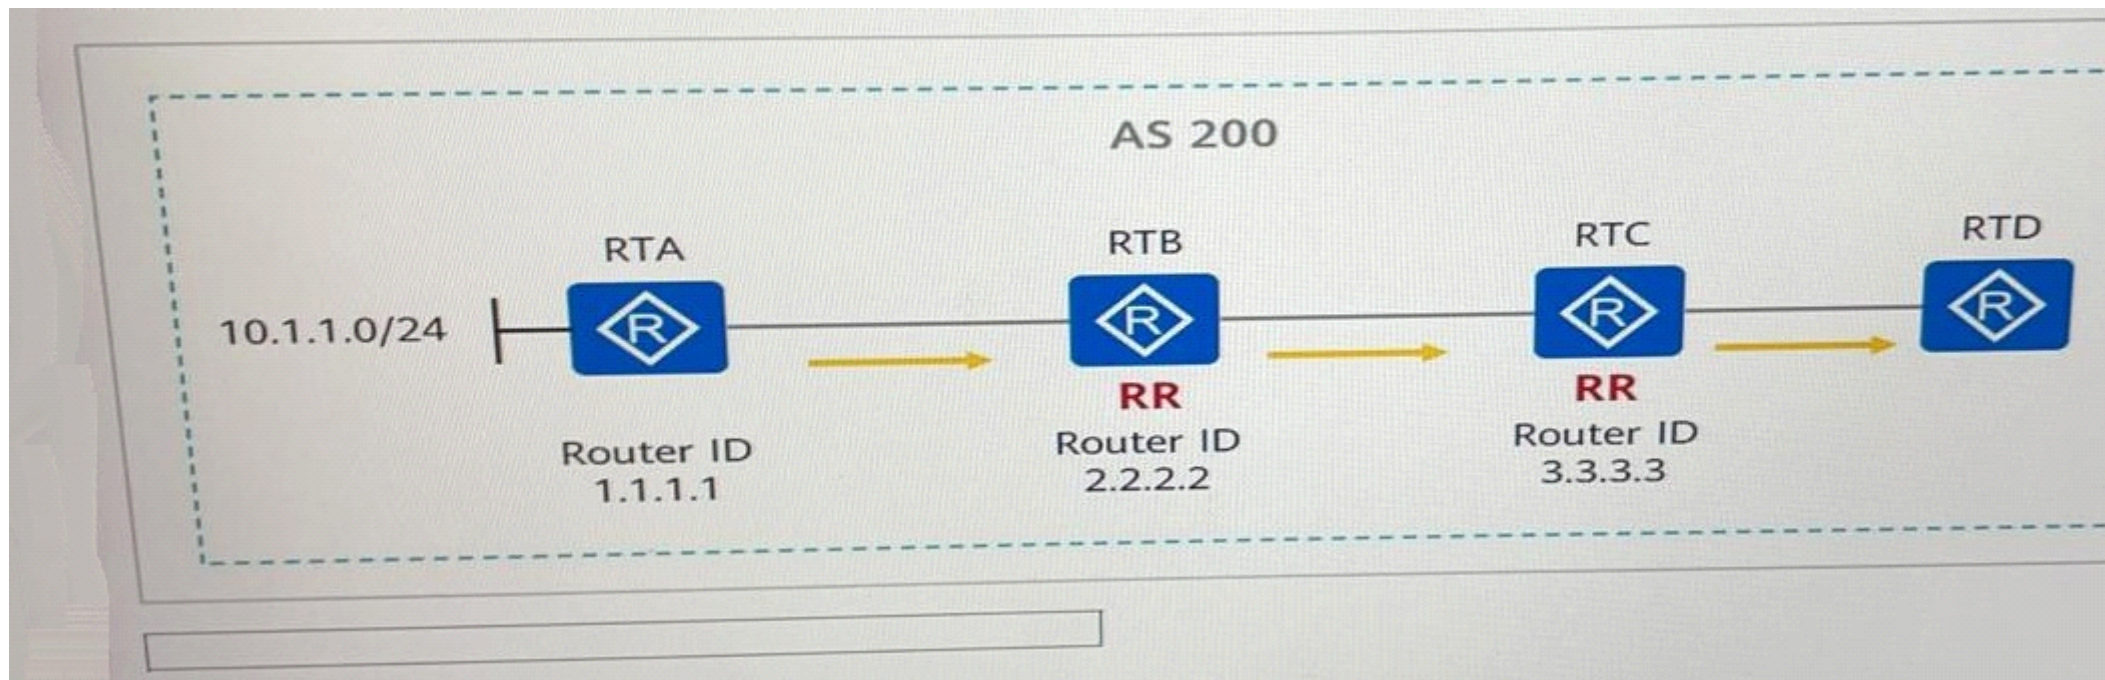 AS 200
RTA
RTB
RTC
RTD
10.1.1.0/24
R
R
R
R
RR
RR
Router ID
1.1.1.1
Router ID
2.2.2.2
Router ID
3.3.3.3